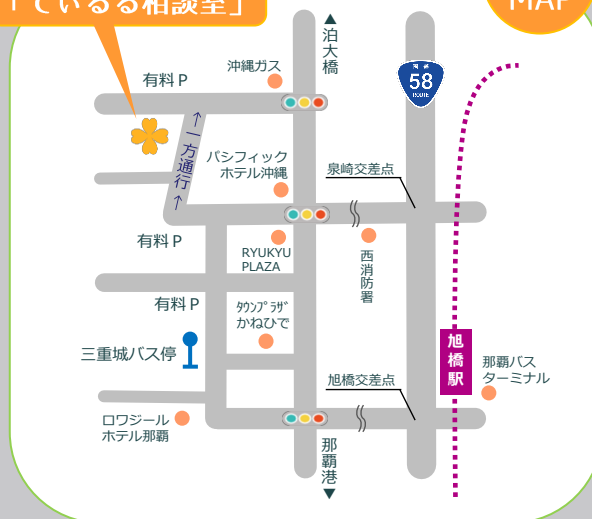 「ているる相談室」
MAP
▲泊大橋
沖縄ガス
有料P
国道
58
ROUTE
←一方通行←
パシフィック
ホテル沖縄
泉崎交差点
有料P
RYUKYU
PLAZA
西消防署
有料P
ﾀｳﾝﾌﾟﾗｻﾞ
かねひで
三重城バス停
旭橋駅
那覇バス
ターミナル
旭橋交差点
ロワジール
ホテル那覇
那覇港▼